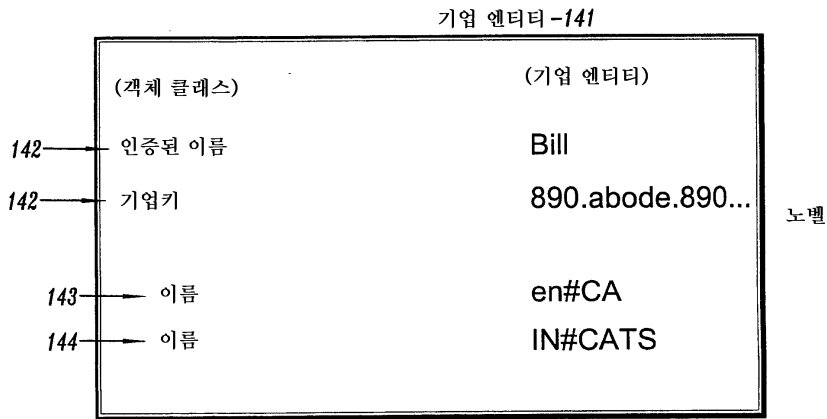 기업 엔티티-141
(객체 클래스) (기업 엔티티)
142 인증된 이름 Bill
142 기업키 890.abode.890...
노벨
143 이름 en#CA
144 이름 IN#CATS